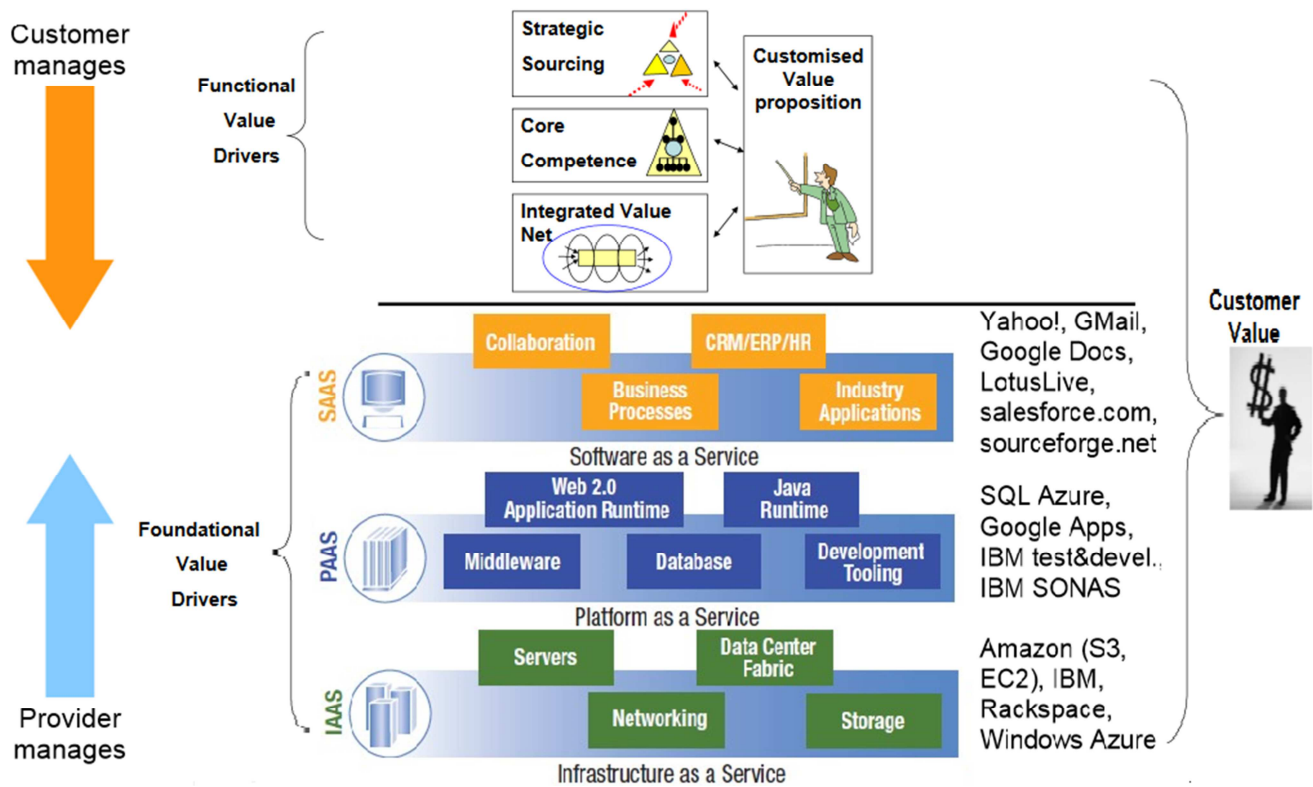 Customer
manages
Functional
Value
Drivers
Strategic
Sourcing
Core
Competence
Integrated Value
Net
Customised
Value
proposition
Customer
Value
SAAS
Collaboration
CRM/ERP/HR
Business
Processes
Industry
Applications
Software as a Service
Yahoo!, GMail,
Google Docs,
LotusLive,
salesforce.com,
sourceforge.net
Foundational
Value
Drivers
PAAS
Web 2.0
Application Runtime
Java
Runtime
Middleware
Database
Development
Tooling
Platform as a Service
SQL Azure,
Google Apps,
IBM test&devel.,
IBM SONAS
Provider
manages
IAAS
Servers
Data Center
Fabric
Networking
Storage
Infrastructure as a Service
Amazon (S3,
EC2), IBM,
Rackspace,
Windows Azure